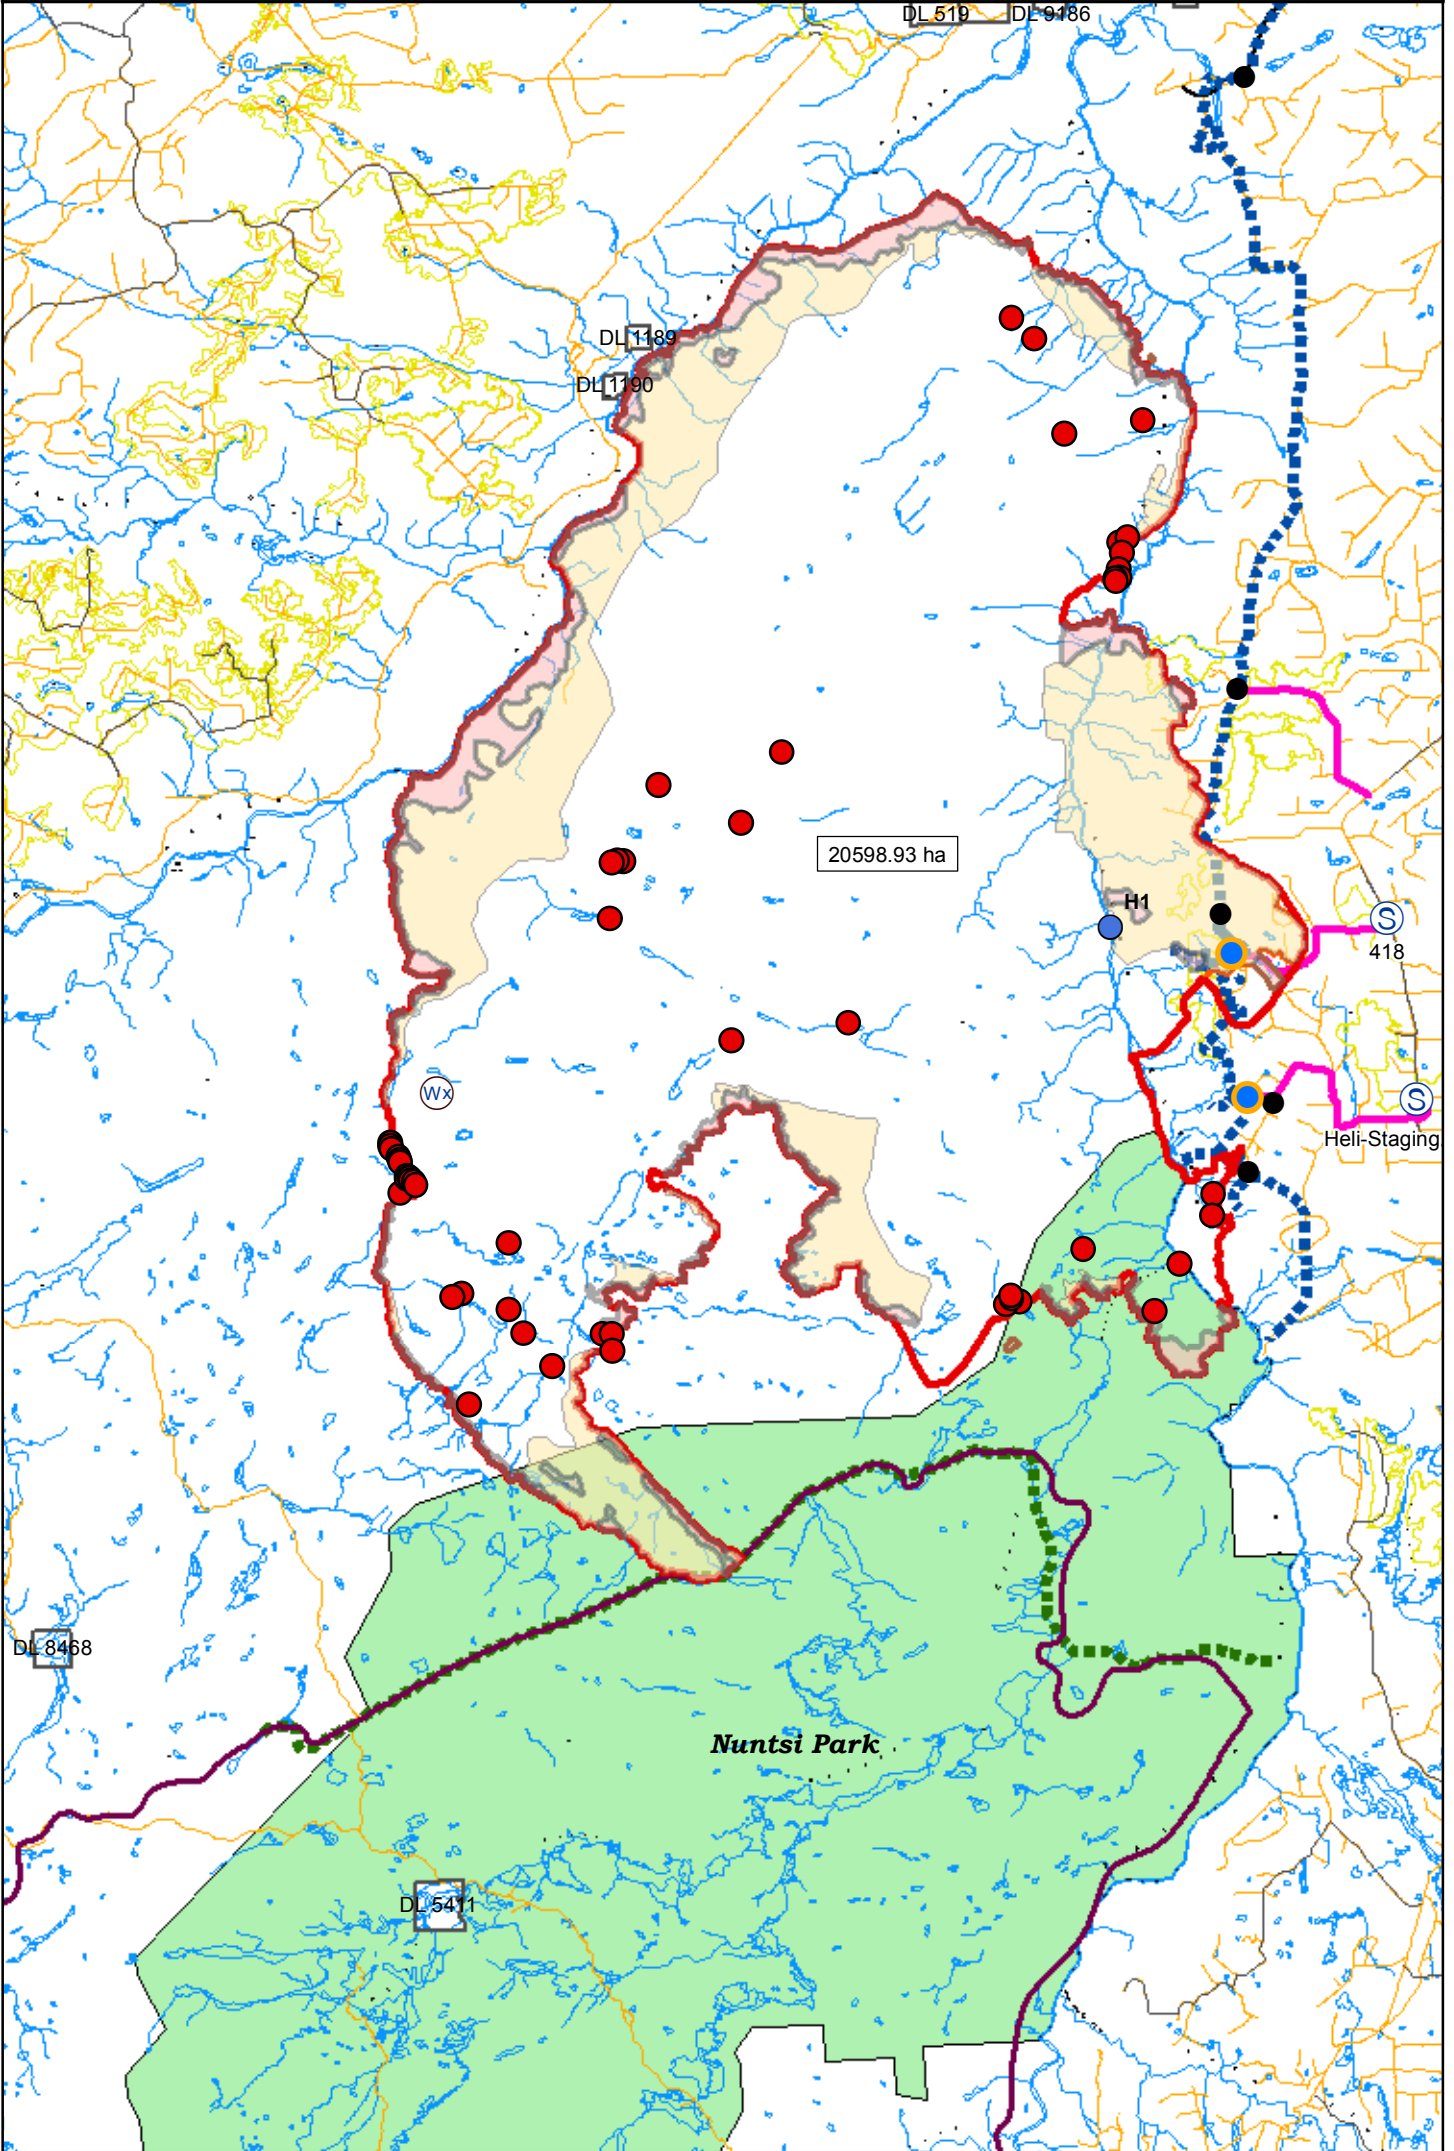 DL 519
DL 9186
DL 1189
DL 1190
20598.93 ha
H1
S
418
Wx
S
Heli-Staging
DL 8468
Nuntsi Park
DL 5411